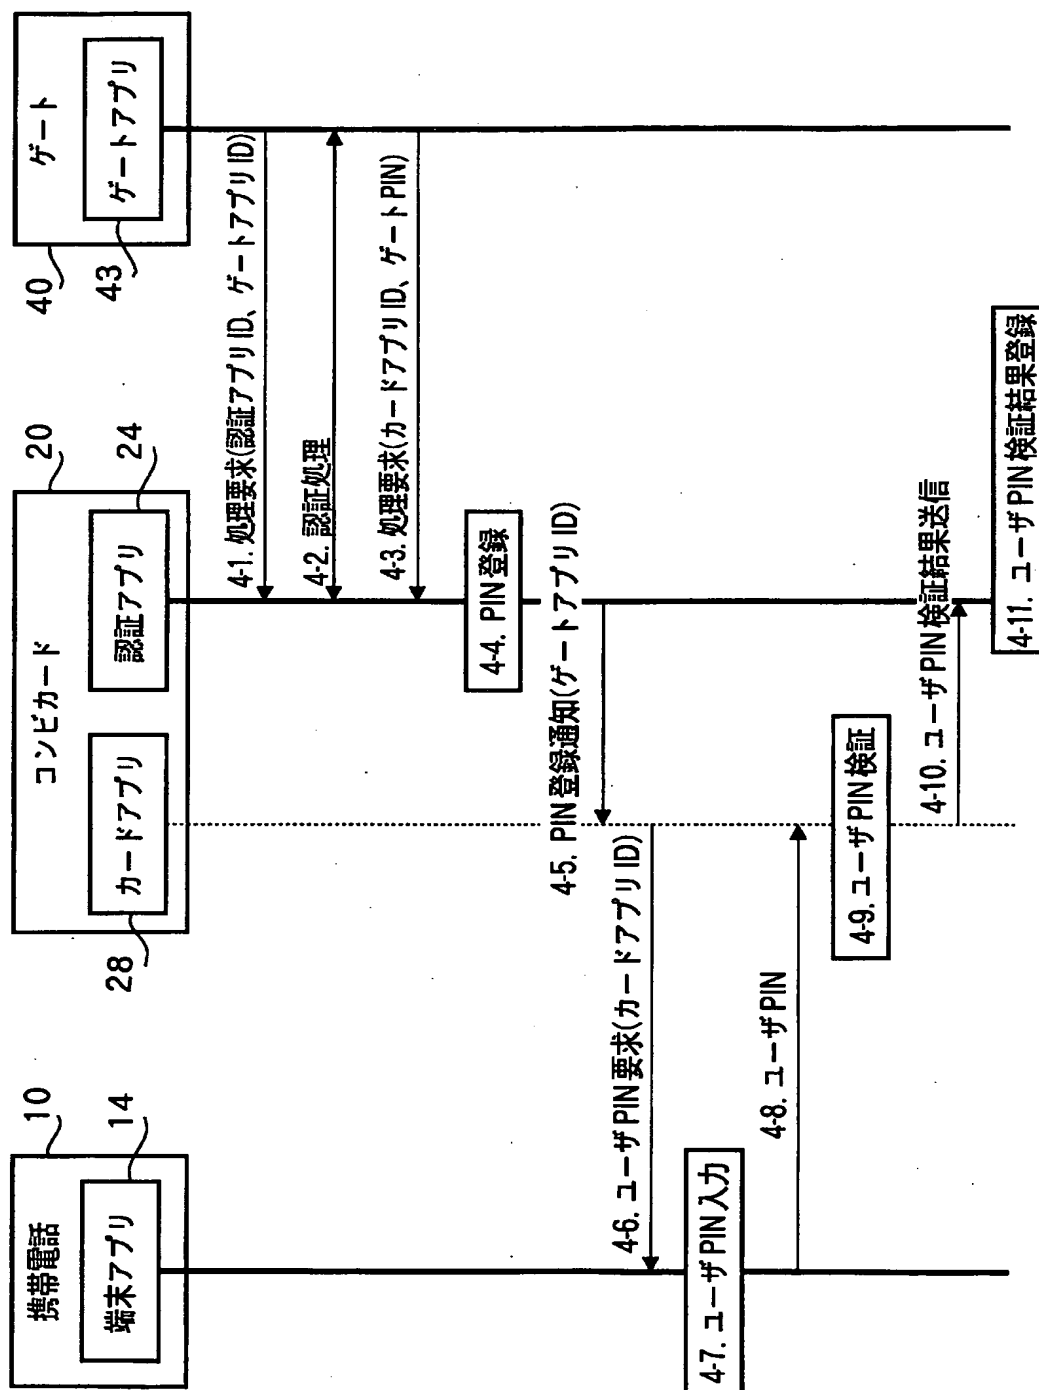 携帯電話
10
端末アプリ
14
コンビカード
20
カードアプリ
28
認証アプリ
24
ゲート
40
ゲートアプリ
43
4-1. 処理要求(認証アプリID、ゲートアプリID)
4-2. 認証処理
4-3. 処理要求(カードアプリID、ゲートPIN)
4-4. PIN登録
4-5. PIN登録通知(ゲートアプリID)
4-6. ユーザPIN要求(カードアプリID)
4-7. ユーザPIN入力
4-8. ユーザPIN
4-9. ユーザPIN検証
4-10. ユーザPIN検証結果送信
4-11. ユーザPIN検証結果登録